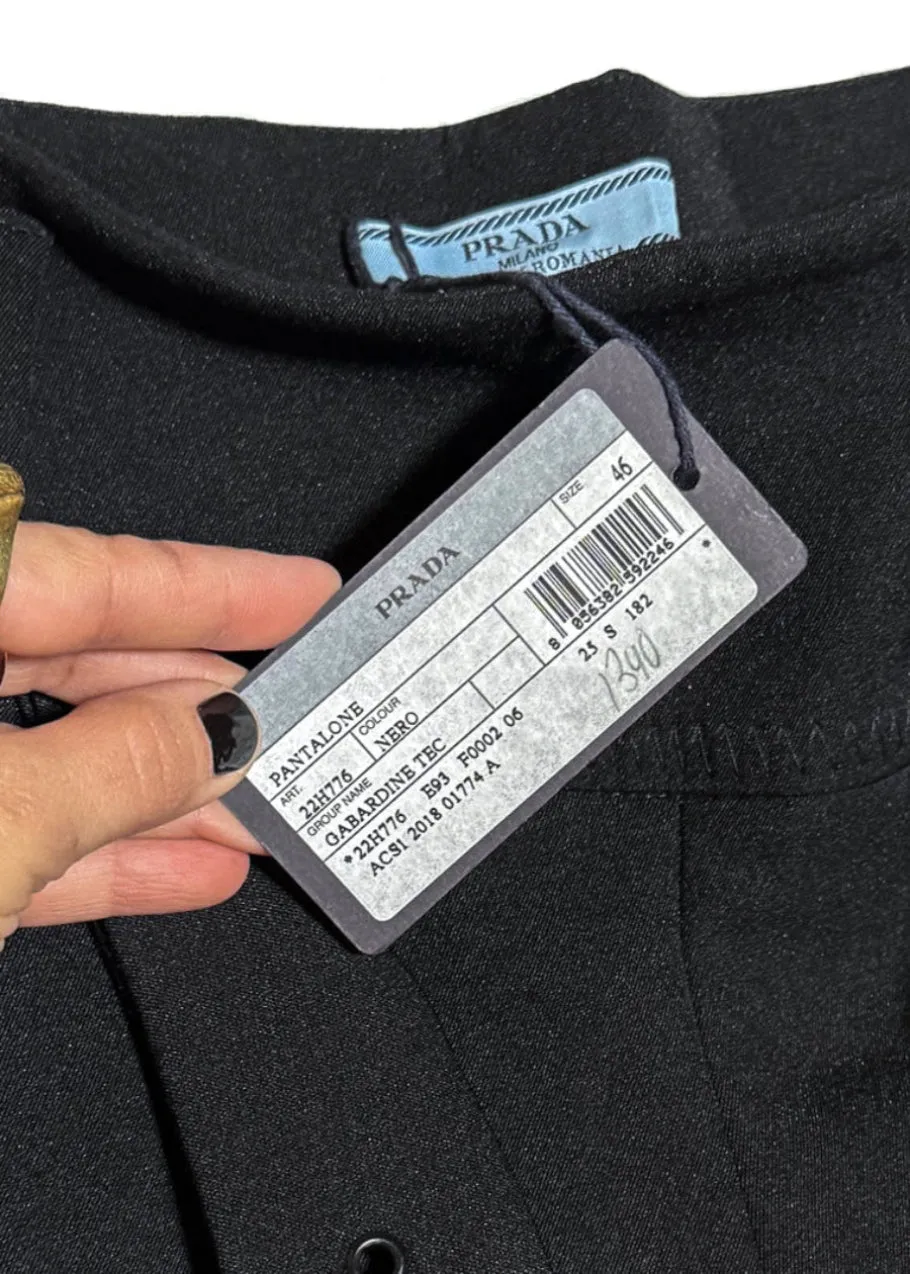 PRADA
MILANO
ROMANIA
PRADA
SIZE 46
8 056382 592246
25 S 182
1390
PANTALONE
ART. COLOUR
22H776 NERO
GROUP NAME
GABARDINE TEC
*22H776 E93 F0002 06 *
ACS1 2018 01774 A